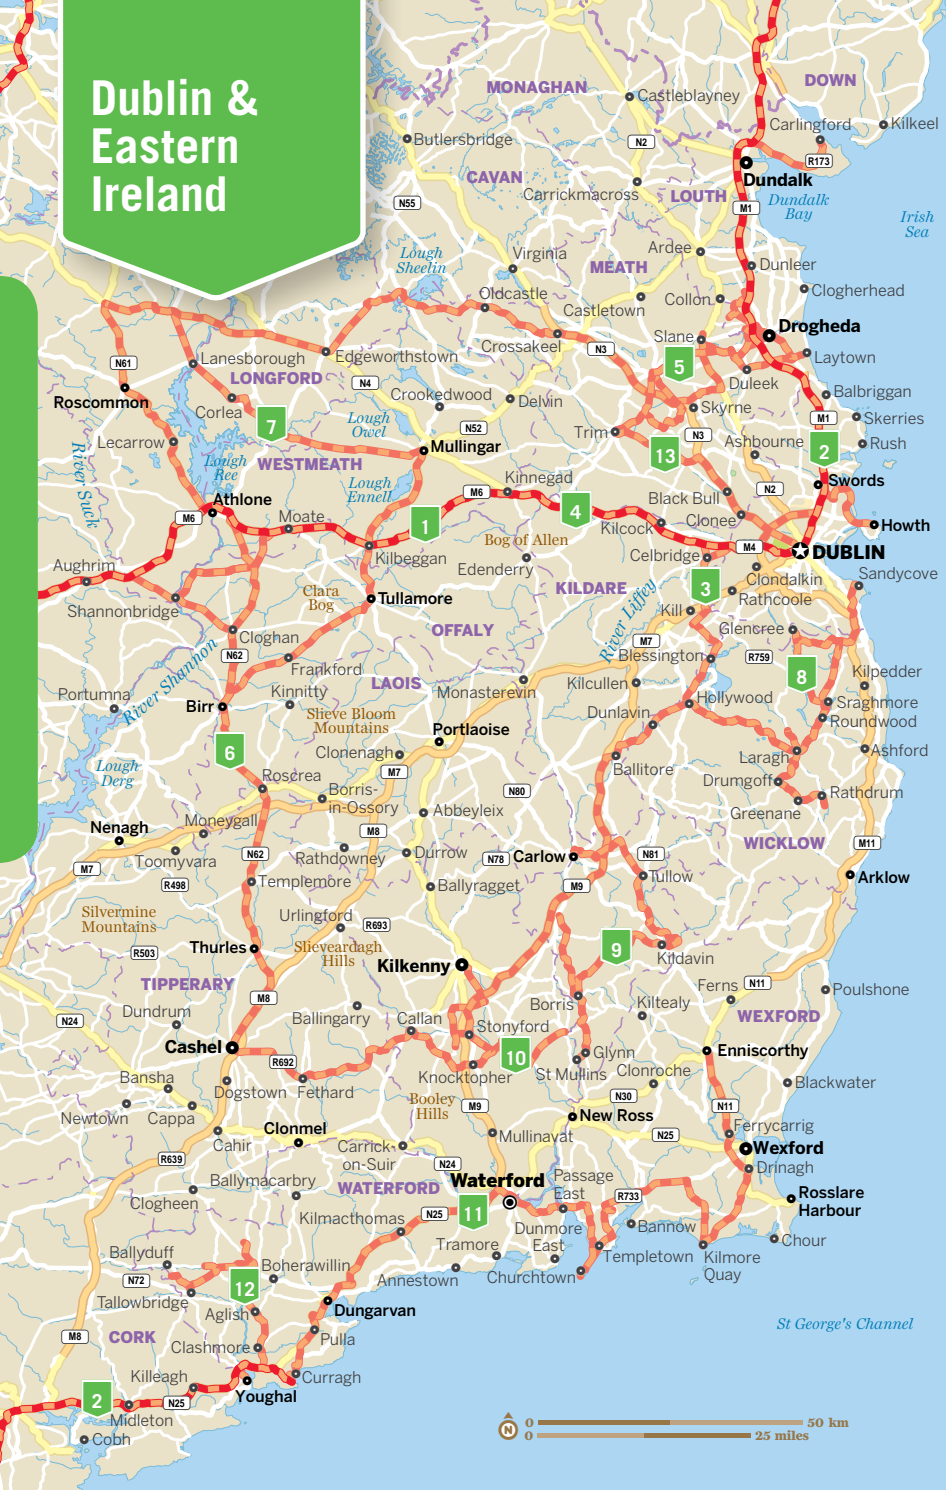 Dublin &
Eastern
Ireland
MONAGHAN
Castleblayney
DOWN
Carlingford
Kilkeel
Butlersbridge
N2
R173
CAVAN
Carrickmacross
Dundalk
LOUTH
N55
M1
Dundalk
Bay
Irish
Sea
Lough
Sheelin
Virginia
Ardee
MEATH
Dunleer
Oldcastle
Castletown
Collon
Clogherhead
Drogheda
Crossakeel
Slane
N3
Edgeworthstown
Lanesborough
N61
5
Laytown
LONGFORD
N4
Duleek
Roscommon
Crookedwood
Delvin
Balbriggan
Corlea
Skyrne
M1
Skerries
7
Lough
Owel
N52
Trim
N3
Ashbourne
Rush
Lecarrow
Mullingar
13
2
River Suck
Lough
Ree
WESTMEATH
Lough
Ennell
Kinnegad
N2
Swords
Athlone
M6
Black Bull
M6
Moate
1
4
Kilcock
Clonee
Howth
Bog of Allen
M4
DUBLIN
Kilbeggan
Celbridge
Aughrim
Edenderry
Clondalkin
Sandycove
Clara
Bog
KILDARE
3
Rathcoole
Shannonbridge
Tullamore
River Liffey
Kill
Cloghan
OFFALY
M7
Glencree
N62
Blessington
R759
Frankford
8
Kilpedder
River Shannon
LAOIS
Kilcullen
Portumna
Kinnitty
Monasterevin
Hollywood
Sraghmore
Birr
Slieve Bloom
Mountains
Dunlavin
Roundwood
Portlaoise
6
Clonenagh
Laragh
Ashford
Lough
Derg
M7
Ballitore
Roscrea
Drumgoff
Borris-
in-Ossory
N80
Rathdrum
Moneygall
Abbeyleix
Greenane
Nenagh
M8
WICKLOW
M11
Toomyvara
N62
Rathdowney
Durrow
N78
Carlow
N81
M7
R498
Templemore
Ballyragget
M9
Tullow
Arklow
Silvermine
Mountains
Urlingford
R693
R503
Thurles
Slieveardagh
Hills
9
Kildavin
Kilkenny
TIPPERARY
Ferns
N11
Poulshone
M8
Borris
Kiltealy
WEXFORD
N24
Dundrum
Ballingarry
Callan
Stonyford
Cashel
10
Glynn
Enniscorthy
R692
St Mullins
Clonroche
Bansha
Knocktopher
Blackwater
Dogstown
Fethard
Booley
Hills
N30
Newtown
Cappa
M9
New Ross
N11
Clonmel
Mullinavat
N25
Ferrycarrig
Cahir
Carrick-
on-Suir
Wexford
R639
N24
Drinagh
Waterford
Passage
East
Ballymacarbry
WATERFORD
R733
Rosslare
Harbour
Clogheen
11
N25
Kilmacthomas
Dunmore
East
Bannow
Chour
Tramore
Templetown
Kilmore
Quay
Ballyduff
Boherawillin
N72
12
Annestown
Churchtown
Tallowbridge
Aglish
Dungarvan
St George's Channel
CORK
M8
Pulla
Clashmore
Killeagh
Curragh
2
N25
Youghal
Midleton
Cobh
N
0
50 km
0
25 miles